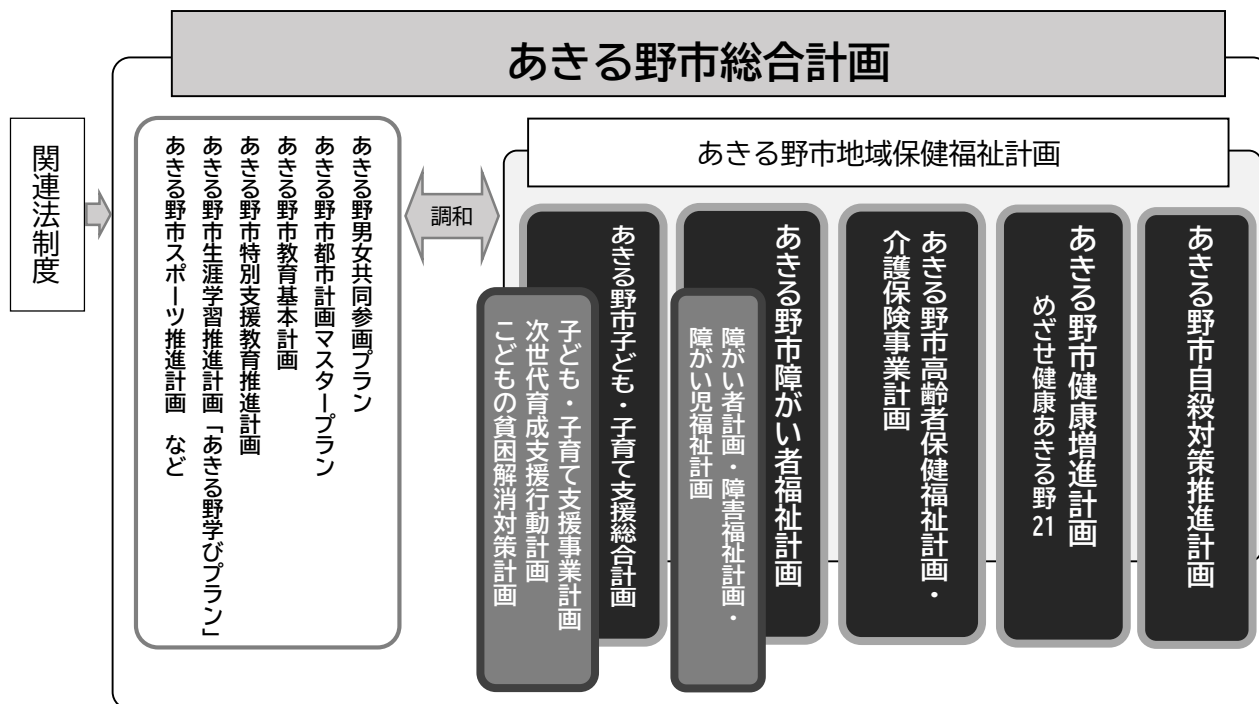 あきる野市総合計画
関連法制度
あきる野男女共同参画プラン
あきる野市都市計画マスタープラン
あきる野市教育基本計画
あきる野市特別支援教育推進計画
あきる野市生涯学習推進計画「あきる野学びプラン」
あきる野市スポーツ推進計画　など
調和
あきる野市地域保健福祉計画
あきる野市自殺対策推進計画
あきる野市健康増進計画
めざせ健康あきる野21
あきる野市高齢者保健福祉計画・
介護保険事業計画
あきる野市障がい者福祉計画
障がい者計画・障害福祉計画・
障がい児福祉計画
あきる野市子ども・子育て支援総合計画
子ども・子育て支援事業計画
次世代育成支援行動計画
こどもの貧困解消対策計画